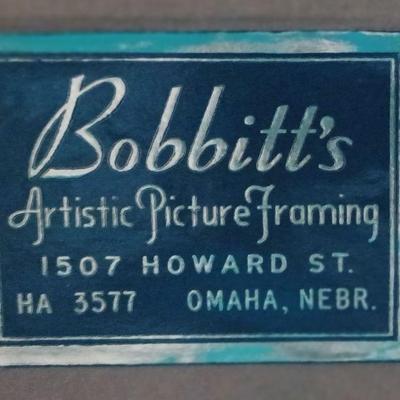 Bobbitt's
Artistic Picture Framing
1507 HOWARD ST.
HA 3577 OMAHA, NEBR.